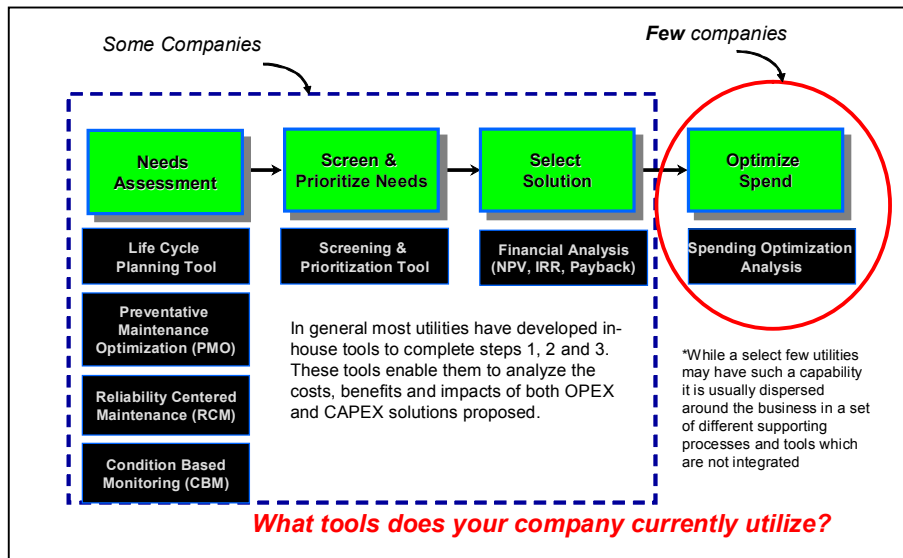 Some Companies
Few companies
Needs
Assessment
Screen &
Prioritize Needs
Select
Solution
Optimize
Spend
Life Cycle
Planning Tool
Screening &
Prioritization Tool
Financial Analysis
(NPV, IRR, Payback)
Spending Optimization
Analysis
Preventative
Maintenance
Optimization (PMO)
Reliability Centered
Maintenance (RCM)
Condition Based
Monitoring (CBM)
In general most utilities have developed in-
house tools to complete steps 1, 2 and 3.
These tools enable them to analyze the
costs, benefits and impacts of both OPEX
and CAPEX solutions proposed.
*While a select few utilities
may have such a capability
it is usually dispersed
around the business in a set
of different supporting
processes and tools which
are not integrated
What tools does your company currently utilize?